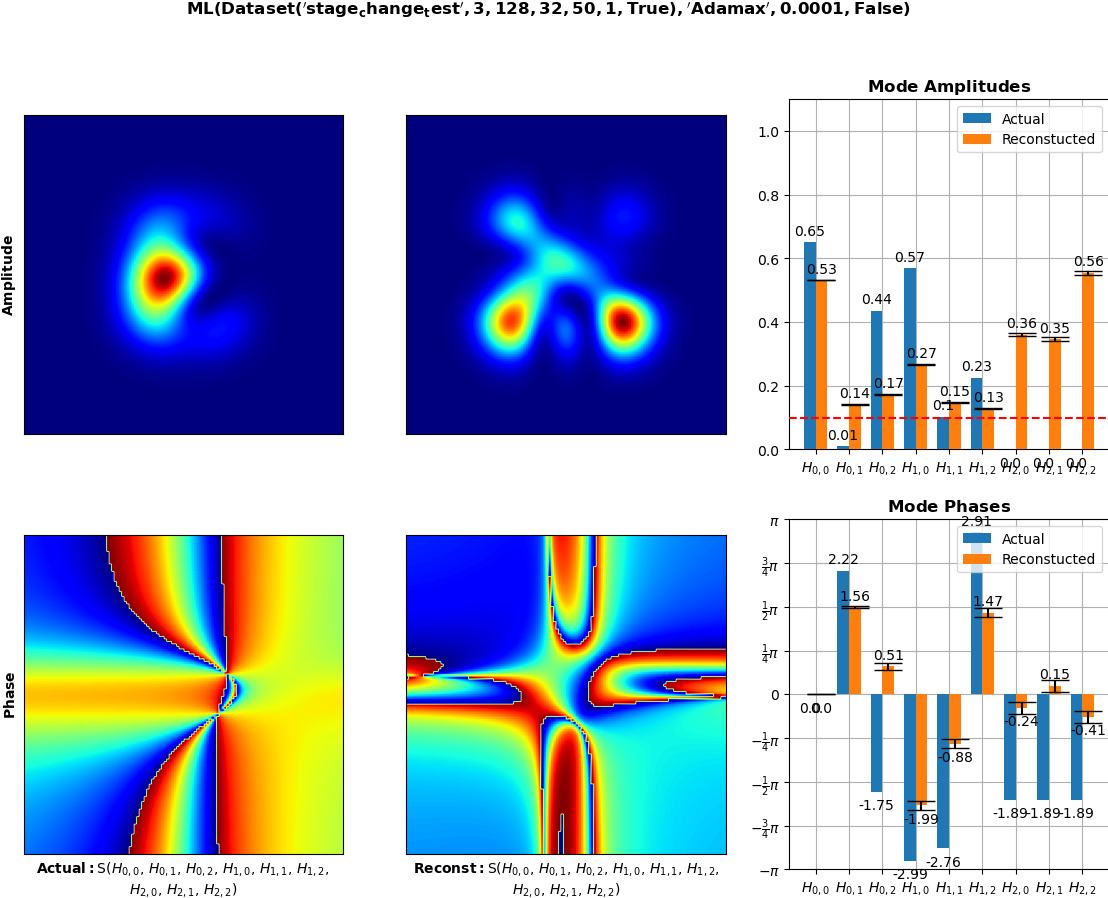 ML(Dataset('stage_change_test', 3, 128, 32, 50, 1, True), 'Adamax', 0.0001, False)
Amplitude
Mode Amplitudes
Actual
Reconstucted
1.0
0.8
0.6
0.4
0.2
0.0
0.65
0.53
0.01
0.14
0.44
0.17
0.57
0.27
0.1
0.15
0.23
0.13
0.0
0.36
0.0
0.35
0.0
0.56
H0,0 H0,1 H0,2 H1,0 H1,1 H1,2 H2,0 H2,1 H2,2
Phase
Actual: S(H0,0, H0,1, H0,2, H1,0, H1,1, H1,2,
H2,0, H2,1, H2,2)
Reconst: S(H0,0, H0,1, H0,2, H1,0, H1,1, H1,2,
H2,0, H2,1, H2,2)
Mode Phases
Actual
Reconstucted
π
3/4π
1/2π
1/4π
0
−1/4π
−1/2π
−3/4π
−π
0.0
0.0
2.22
1.56
-1.75
0.51
-2.99
-1.99
-2.76
-0.88
2.91
1.47
-1.89
-0.24
-1.89
0.15
-1.89
-0.41
H0,0 H0,1 H0,2 H1,0 H1,1 H1,2 H2,0 H2,1 H2,2